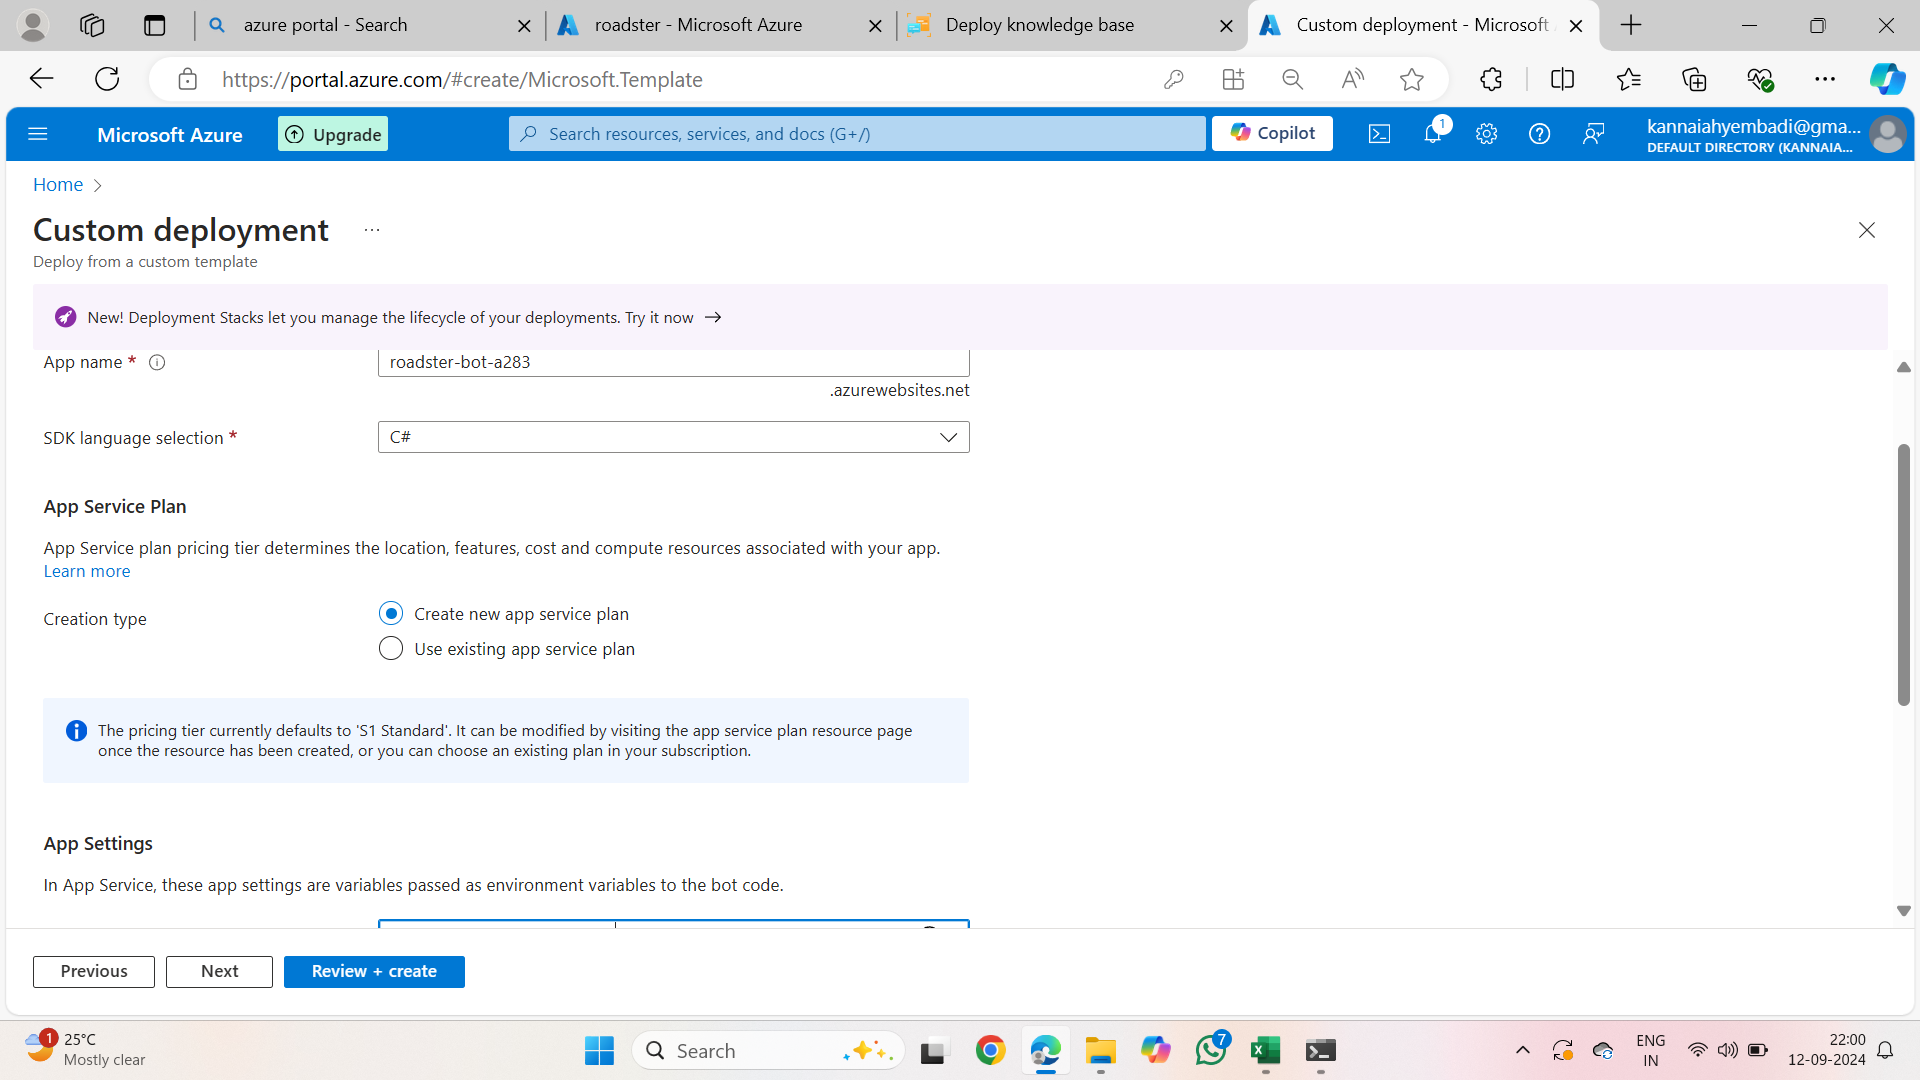 azure portal - Search
roadster - Microsoft Azure
Deploy knowledge base
Custom deployment - Microsoft
https://portal.azure.com/#create/Microsoft.Template
Microsoft Azure
Upgrade
Search resources, services, and docs (G+/)
Copilot
1
kannaiahyembadi@gma...
DEFAULT DIRECTORY (KANNAIA...
Home
Custom deployment
...
Deploy from a custom template
New! Deployment Stacks let you manage the lifecycle of your deployments. Try it now
App name *
roadster-bot-a283
.azurewebsites.net
SDK language selection *
C#
App Service Plan
App Service plan pricing tier determines the location, features, cost and compute resources associated with your app.
Learn more
Creation type
Create new app service plan
Use existing app service plan
The pricing tier currently defaults to 'S1 Standard'. It can be modified by visiting the app service plan resource page
once the resource has been created, or you can choose an existing plan in your subscription.
App Settings
In App Service, these app settings are variables passed as environment variables to the bot code.
Previous
Next
Review + create
1
25°C
Mostly clear
Search
7
ENG
IN
22:00
12-09-2024